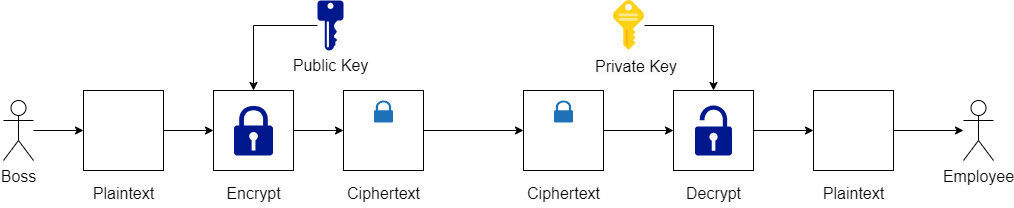 Public Key
Private Key
Boss
Plaintext
Encrypt
Ciphertext
Ciphertext
Decrypt
Plaintext
Employee